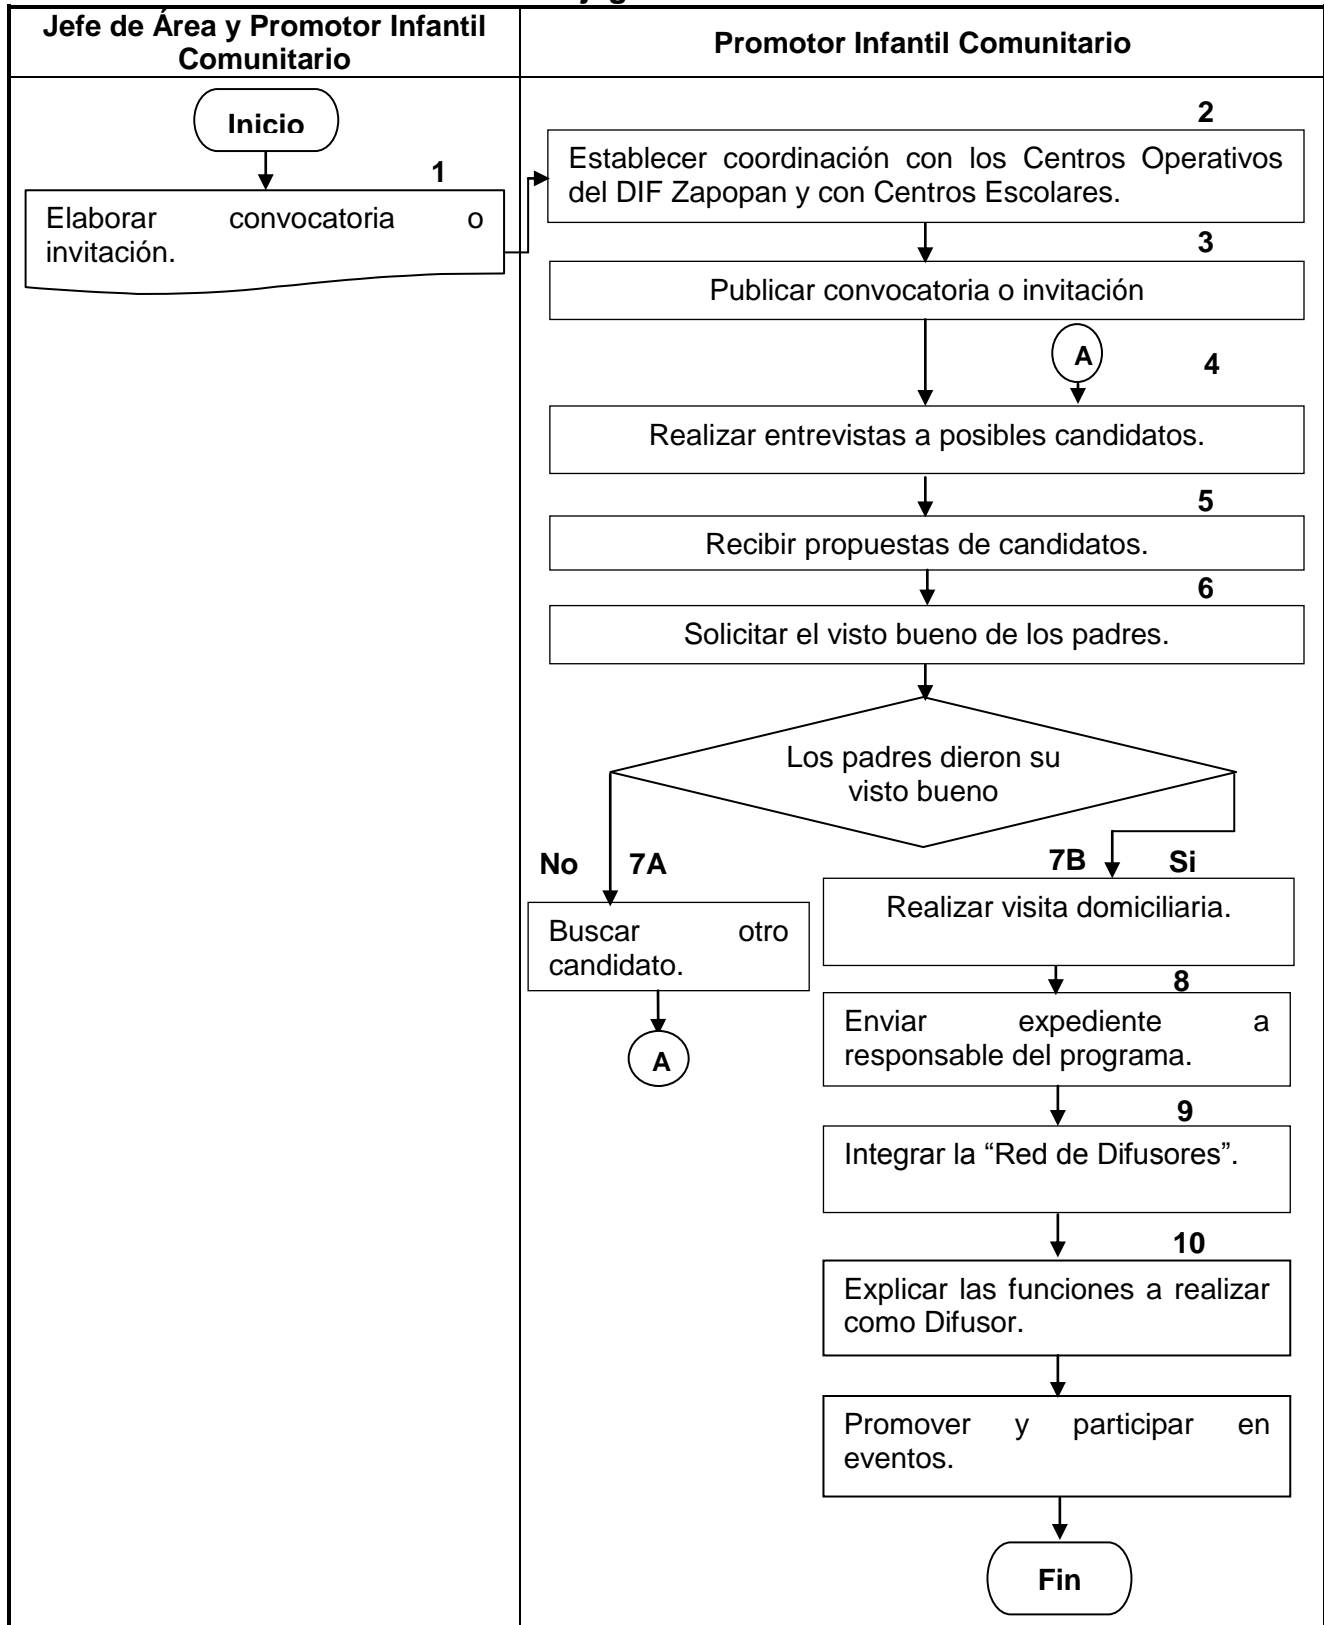 Jefe de Área y Promotor Infantil
Comunitario
Promotor Infantil Comunitario
Inicio
1
Elaborar convocatoria o
invitación.
2
Establecer coordinación con los Centros Operativos
del DIF Zapopan y con Centros Escolares.
3
Publicar convocatoria o invitación
A
4
Realizar entrevistas a posibles candidatos.
5
Recibir propuestas de candidatos.
6
Solicitar el visto bueno de los padres.
Los padres dieron su
visto bueno
No 7A
Buscar otro
candidato.
A
7B Si
Realizar visita domiciliaria.
8
Enviar expediente a
responsable del programa.
9
Integrar la “Red de Difusores”.
10
Explicar las funciones a realizar
como Difusor.
Promover y participar en
eventos.
Fin